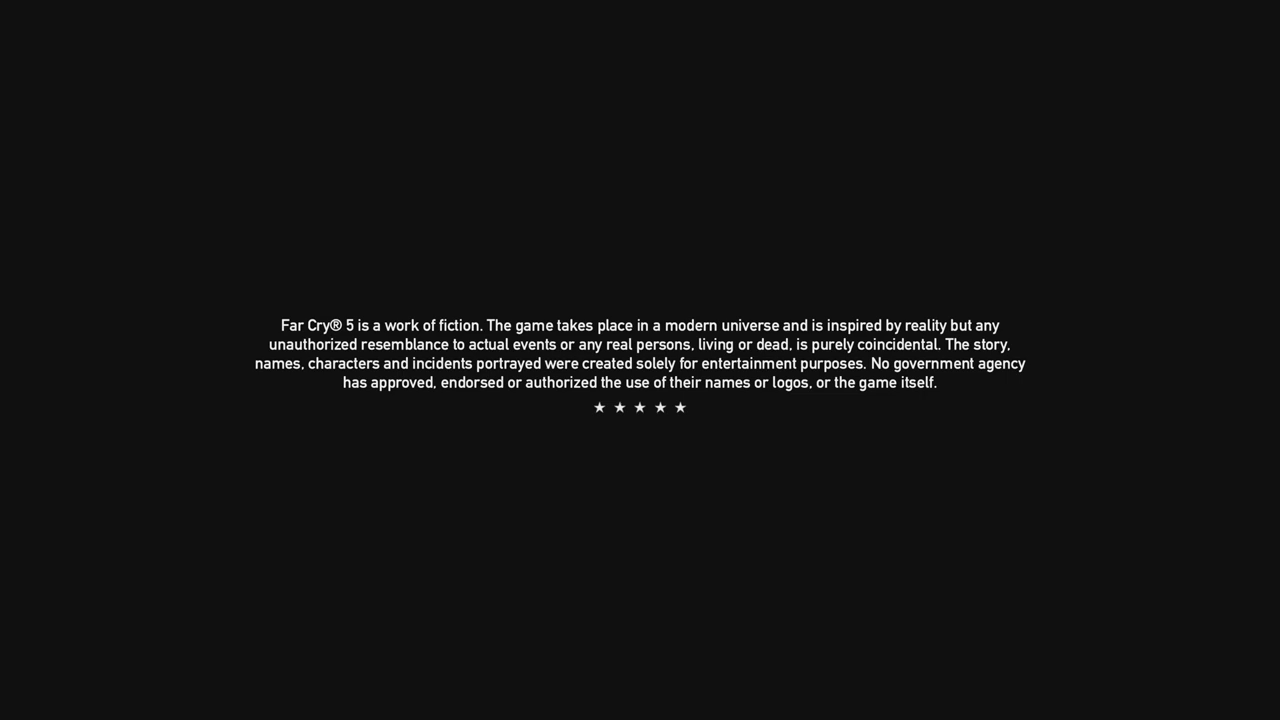 Far Cry® 5 is a work of fiction. The game takes place in a modern universe and is inspired by reality but any
unauthorized resemblance to actual events or any real persons, living or dead, is purely coincidental. The story,
names, characters and incidents portrayed were created solely for entertainment purposes. No government agency
has approved, endorsed or authorized the use of their names or logos, or the game itself.
★ ★ ★ ★ ★